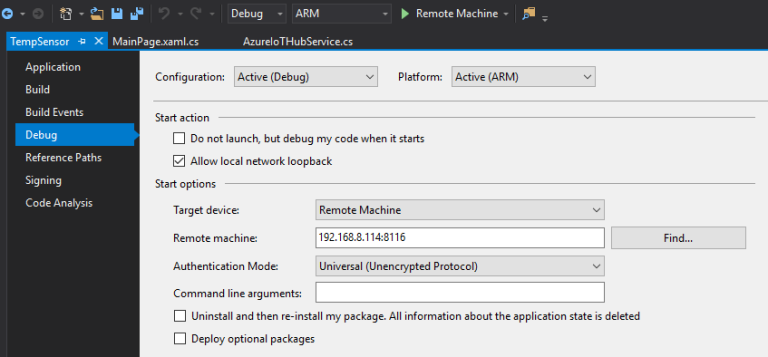 Debug ARM Remote Machine
TempSensor MainPage.xaml.cs AzureIoTHubService.cs
Application
Configuration: Active (Debug) Platform: Active (ARM)
Build
Build Events
Start action
Debug
Do not launch, but debug my code when it starts
Reference Paths
Allow local network loopback
Signing
Start options
Code Analysis
Target device: Remote Machine
Remote machine: 192.168.8.114:8116 Find...
Authentication Mode: Universal (Unencrypted Protocol)
Command line arguments:
Uninstall and then re-install my package. All information about the application state is deleted
Deploy optional packages